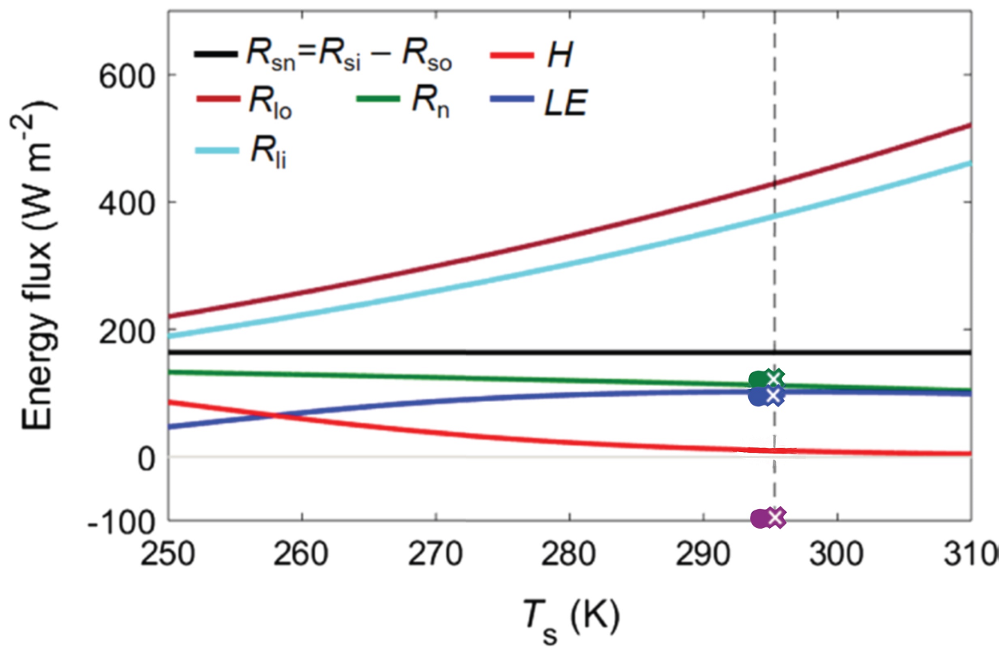 R_sn=R_si − R_so
H
R_lo
R_n
LE
R_li
600
400
200
0
-100
Energy flux (W m⁻²)
250 260 270 280 290 300 310
T_s (K)